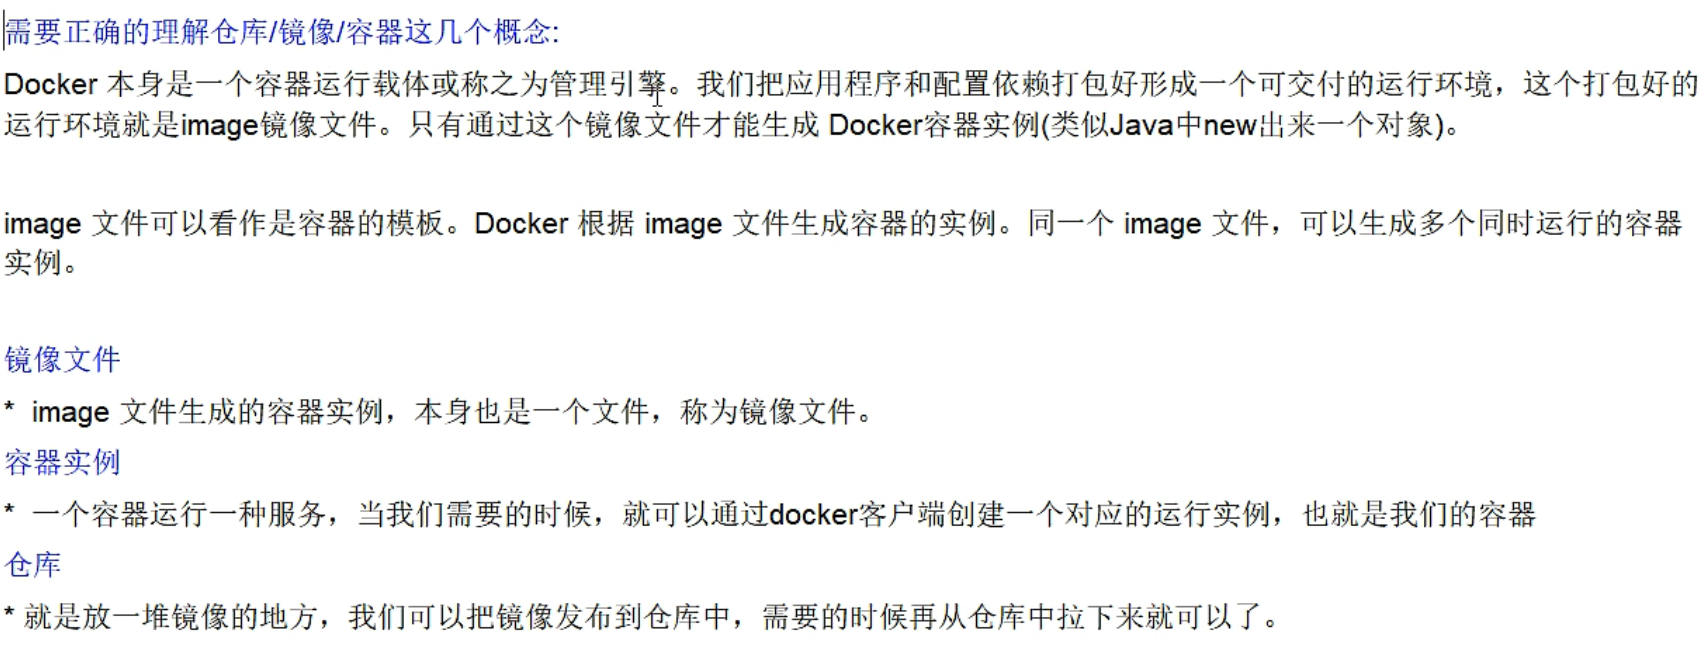 需要正确的理解仓库/镜像/容器这几个概念:
Docker 本身是一个容器运行载体或称之为管理引擎。我们把应用程序和配置依赖打包好形成一个可交付的运行环境，这个打包好的
运行环境就是image镜像文件。只有通过这个镜像文件才能生成 Docker容器实例(类似Java中new出来一个对象)。
image 文件可以看作是容器的模板。Docker 根据 image 文件生成容器的实例。同一个 image 文件，可以生成多个同时运行的容器
实例。
镜像文件
* image 文件生成的容器实例，本身也是一个文件，称为镜像文件。
容器实例
* 一个容器运行一种服务，当我们需要的时候，就可以通过docker客户端创建一个对应的运行实例，也就是我们的容器
仓库
* 就是放一堆镜像的地方，我们可以把镜像发布到仓库中，需要的时候再从仓库中拉下来就可以了。